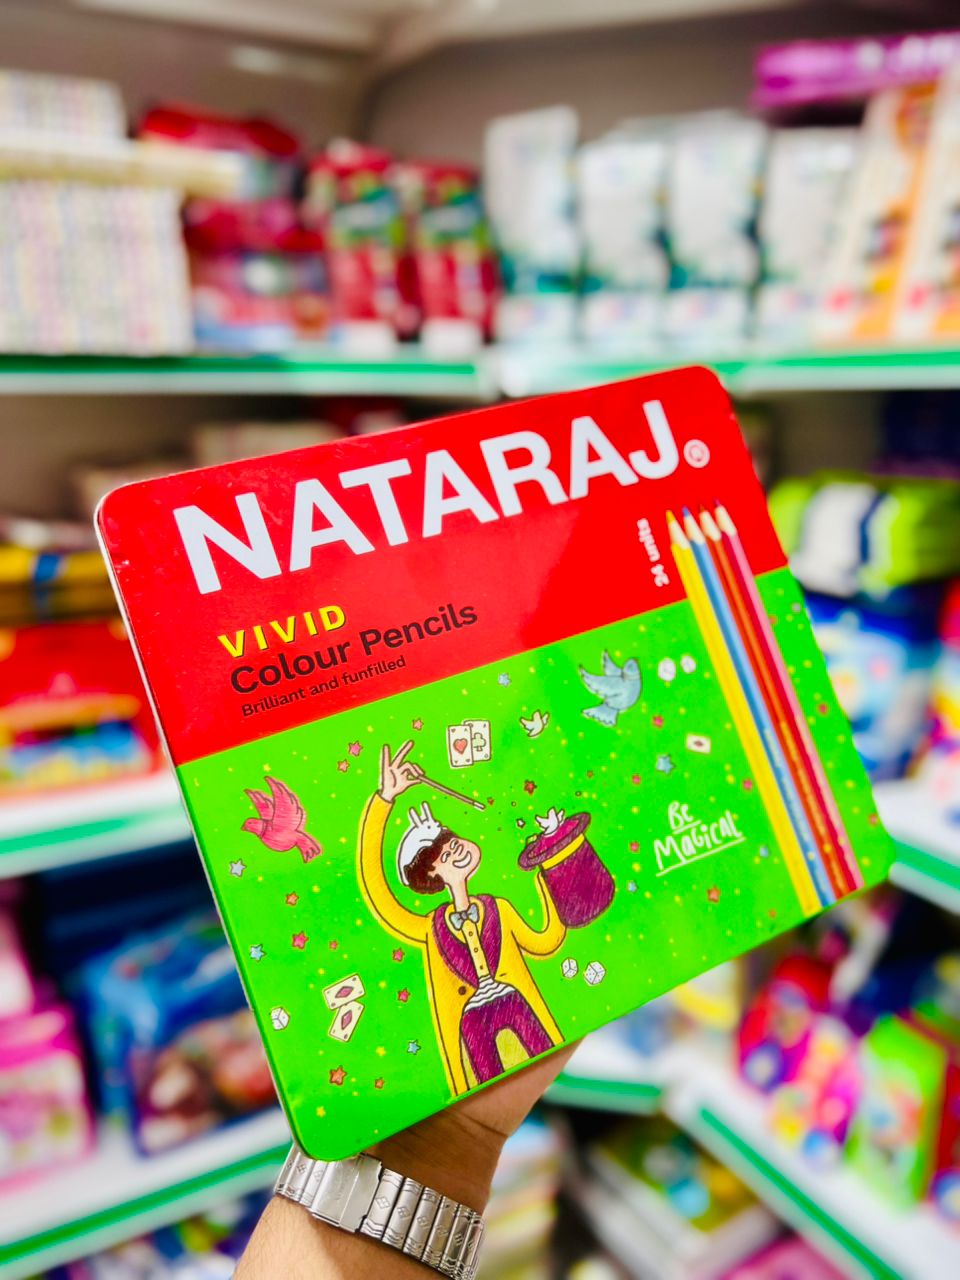 NATARAJ®
24 units
VIVID
Colour Pencils
Brilliant and funfilled
Be
Magical